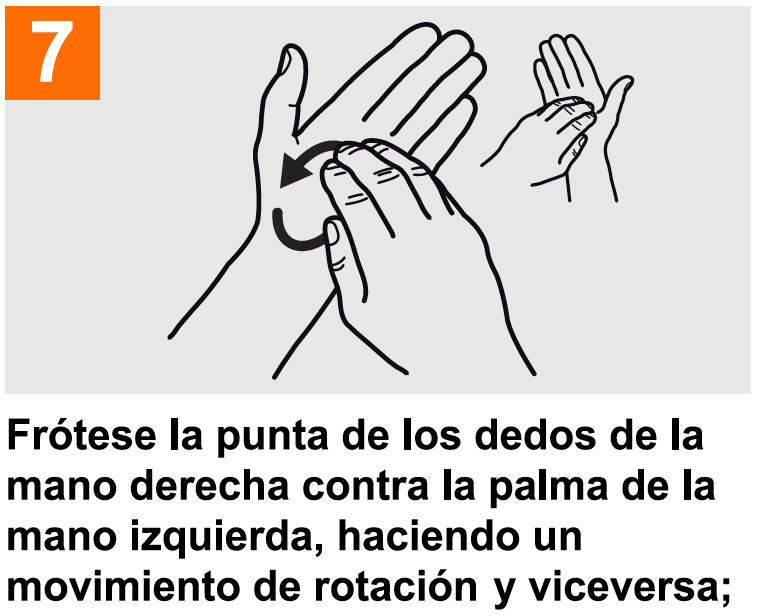 7
Frótese la punta de los dedos de la
mano derecha contra la palma de la
mano izquierda, haciendo un
movimiento de rotación y viceversa;